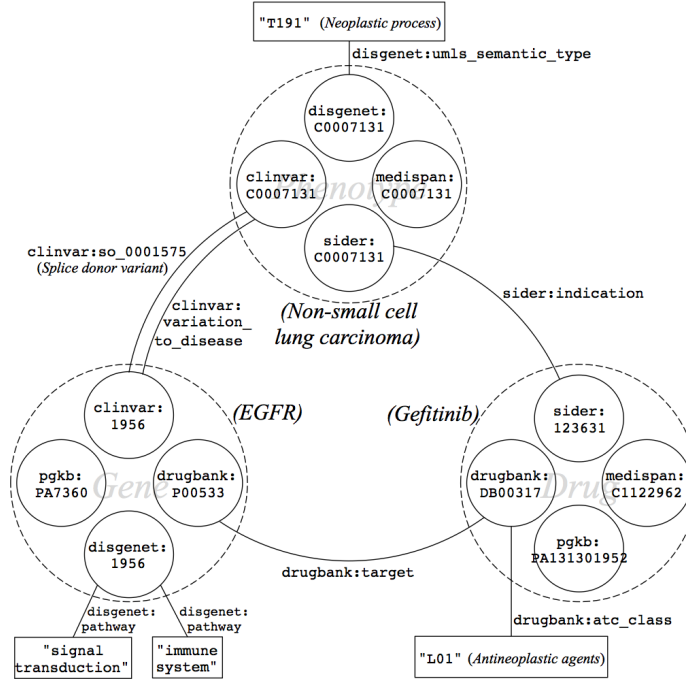 "T191" (Neoplastic process)
disgenet:umls_semantic_type
disgenet:
C0007131
clinvar:
C0007131
Phenotype
medispan:
C0007131
sider:
C0007131
clinvar:so_0001575
(Splice donor variant)
clinvar:
variation_
to_disease
sider:indication
(Non-small cell
lung carcinoma)
(EGFR)
(Gefitinib)
clinvar:
1956
pgkb:
PA7360
Gene
drugbank:
P00533
disgenet:
1956
sider:
123631
drugbank:
DB00317
Drug
medispan:
C1122962
pgkb:
PA131301952
drugbank:target
disgenet:
pathway
disgenet:
pathway
drugbank:atc_class
"signal
transduction"
"immune
system"
"L01" (Antineoplastic agents)